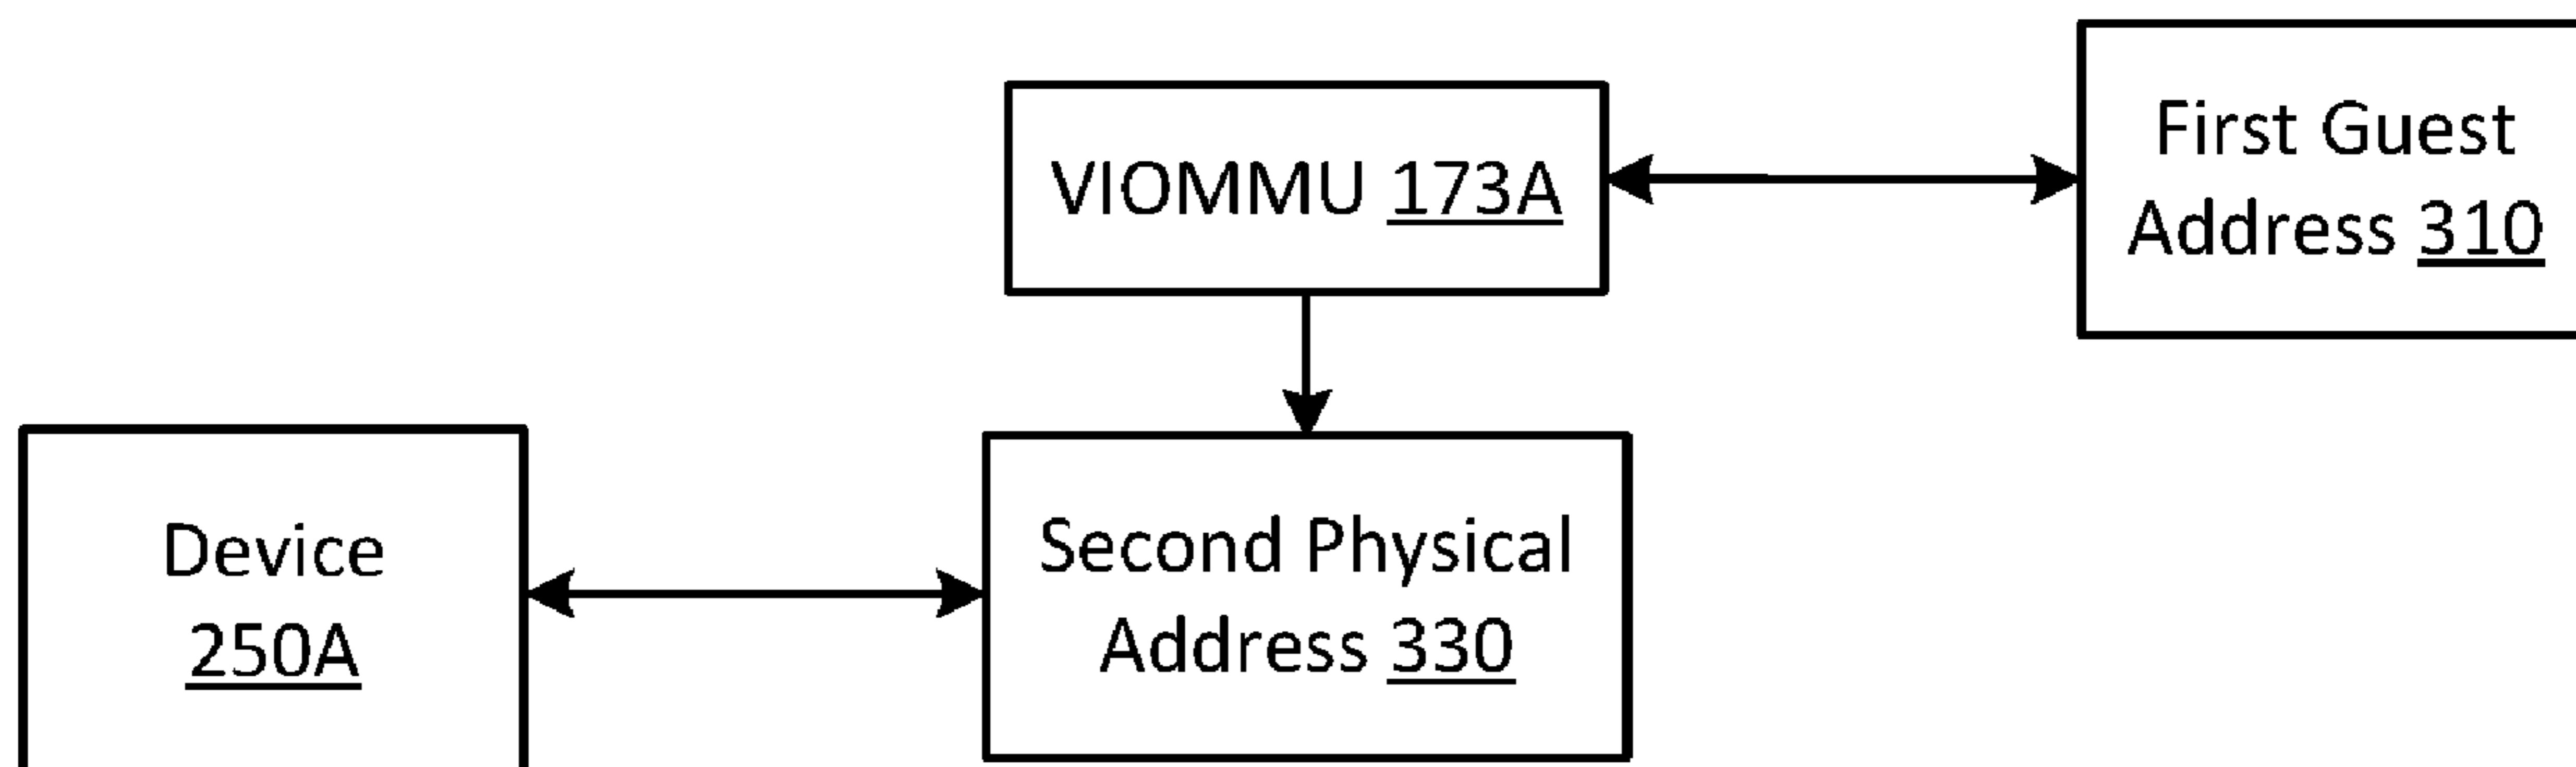 VIOMMU 173A
First Guest
Address 310
Device
250A
Second Physical
Address 330